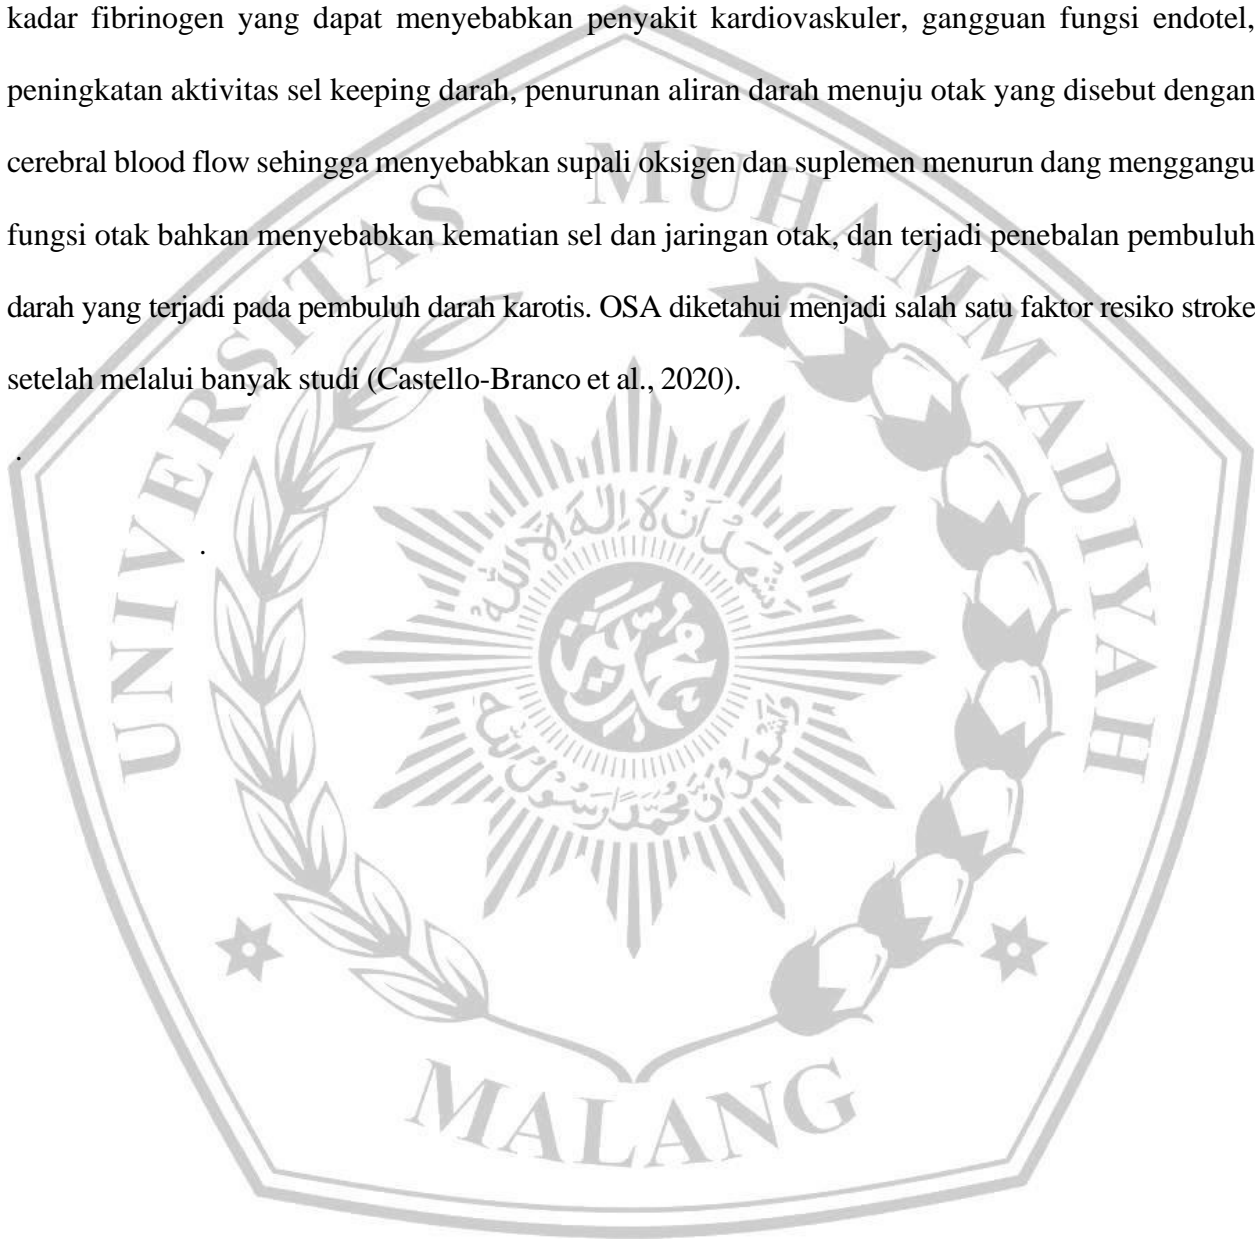 kadar fibrinogen yang dapat menyebabkan penyakit kardiovaskuler, gangguan fungsi endotel,
peningkatan aktivitas sel keeping darah, penurunan aliran darah menuju otak yang disebut dengan
cerebral blood flow sehingga menyebabkan supali oksigen dan suplemen menurun dang menggangu
fungsi otak bahkan menyebabkan kematian sel dan jaringan otak, dan terjadi penebalan pembuluh
darah yang terjadi pada pembuluh darah karotis. OSA diketahui menjadi salah satu faktor resiko stroke
setelah melalui banyak studi (Castello-Branco et al., 2020).
.
.
UNIVERSITAS MUHAMMADIYAH
MALANG